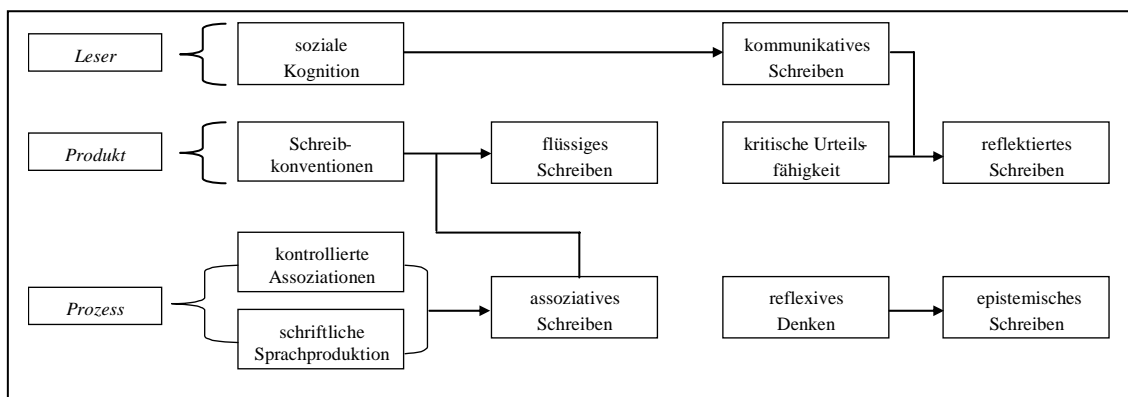 Leser
soziale
Kognition
kommunikatives
Schreiben
Produkt
Schreib-
konventionen
flüssiges
Schreiben
kritische Urteils-
fähigkeit
reflektiertes
Schreiben
Prozess
kontrollierte
Assoziationen
schriftliche
Sprachproduktion
assoziatives
Schreiben
reflexives
Denken
epistemisches
Schreiben